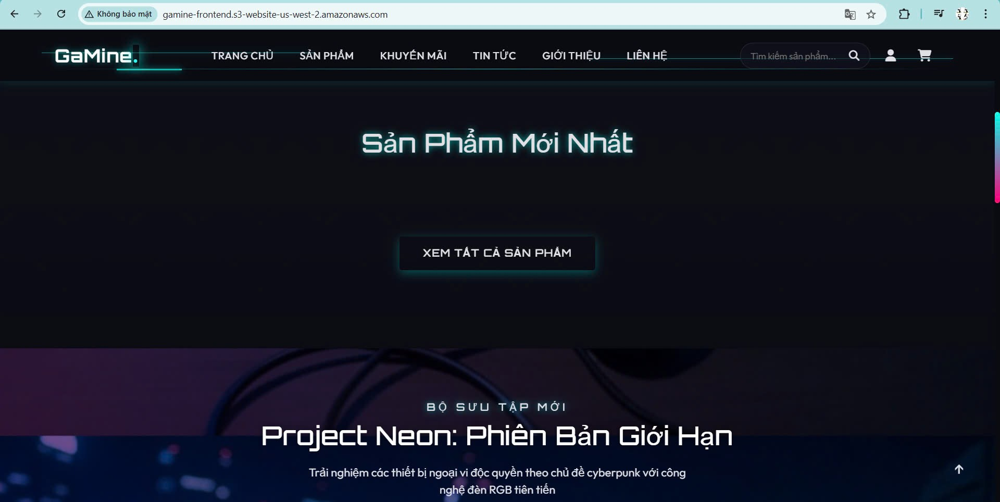 Không bảo mật
gamine-frontend.s3-website-us-west-2.amazonaws.com
GaMine.
TRANG CHỦ
SẢN PHẨM
KHUYẾN MÃI
TIN TỨC
GIỚI THIỆU
LIÊN HỆ
Tìm kiếm sản phẩm...
Sản Phẩm Mới Nhất
XEM TẤT CẢ SẢN PHẨM
BỘ SƯU TẬP MỚI
Project Neon: Phiên Bản Giới Hạn
Trải nghiệm các thiết bị ngoại vi độc quyền theo chủ đề cyberpunk với công
nghệ đèn RGB tiên tiến